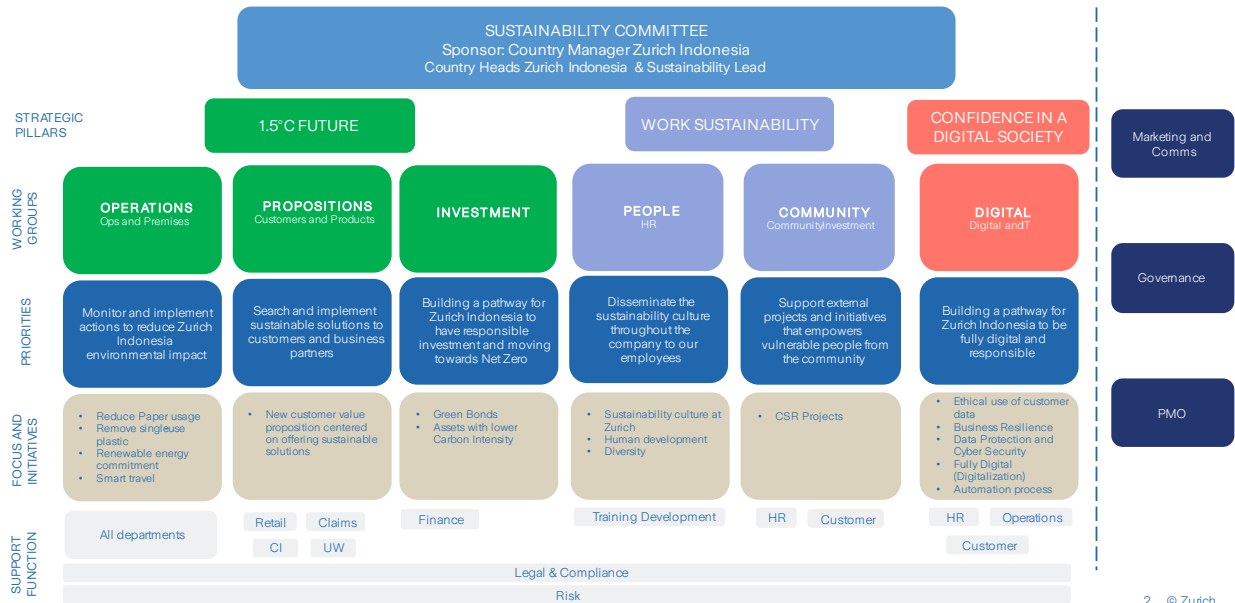 SUSTAINABILITY COMMITTEE
Sponsor: Country Manager Zurich Indonesia
Country Heads Zurich Indonesia & Sustainability Lead
STRATEGIC
PILLARS
1.5°C FUTURE
WORK SUSTAINABILITY
CONFIDENCE IN A
DIGITAL SOCIETY
Marketing and
Comms
WORKING
GROUPS
OPERATIONS
Ops and Premises
PROPOSITIONS
Customers and Products
INVESTMENT
PEOPLE
HR
COMMUNITY
CommunityInvestment
DIGITAL
Digital andT
Governance
PRIORITIES
Monitor and implement
actions to reduce Zurich
Indonesia
environmental impact
Search and implement
sustainable solutions to
customers and business
partners
Building a pathway for
Zurich Indonesia to
have responsible
investment and moving
towards Net Zero
Disseminate the
sustainability culture
throughout the
company to our
employees
Support external
projects and initiatives
that empowers
vulnerable people from
the community
Building a pathway for
Zurich Indonesia to be
fully digital and
responsible
PMO
FOCUS AND
INITIATIVES
• Reduce Paper usage
• Remove singleuse
plastic
• Renewable energy
commitment
• Smart travel
• New customer value
proposition centered
on offering sustainable
solutions
• Green Bonds
• Assets with lower
Carbon Intensity
• Sustainability culture at
Zurich
• Human development
• Diversity
• CSR Projects
• Ethical use of customer
data
• Business Resilience
• Data Protection and
Cyber Security
• Fully Digital
(Digitalization)
• Automation process
SUPPORT
FUNCTION
All departments
Retail
Claims
CI
UW
Finance
Training Development
HR
Customer
HR
Operations
Customer
Legal & Compliance
Risk
2 © Zurich